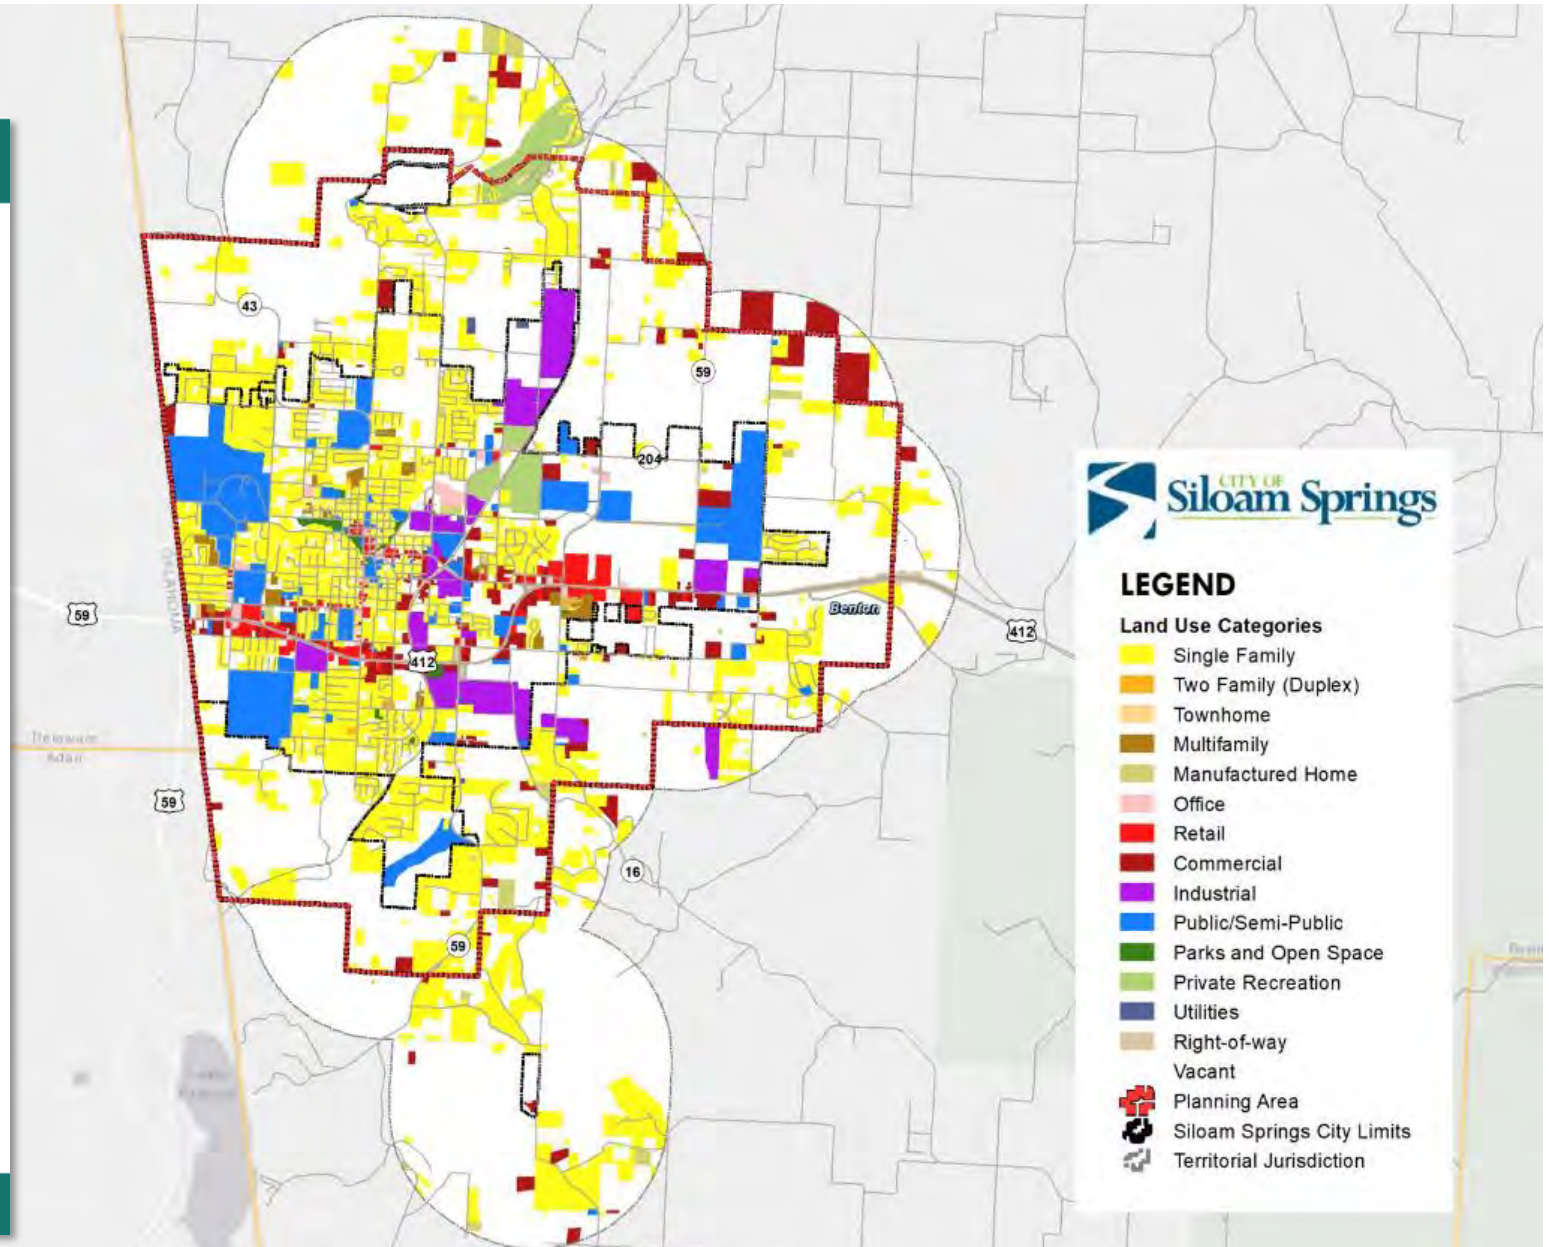 43
59
204
59
OKLAHOMA
Benton
412
412
Delaware
Adair
59
16
59
CITY OF
Siloam Springs
LEGEND
Land Use Categories
Single Family
Two Family (Duplex)
Townhome
Multifamily
Manufactured Home
Office
Retail
Commercial
Industrial
Public/Semi-Public
Parks and Open Space
Private Recreation
Utilities
Right-of-way
Vacant
Planning Area
Siloam Springs City Limits
Territorial Jurisdiction